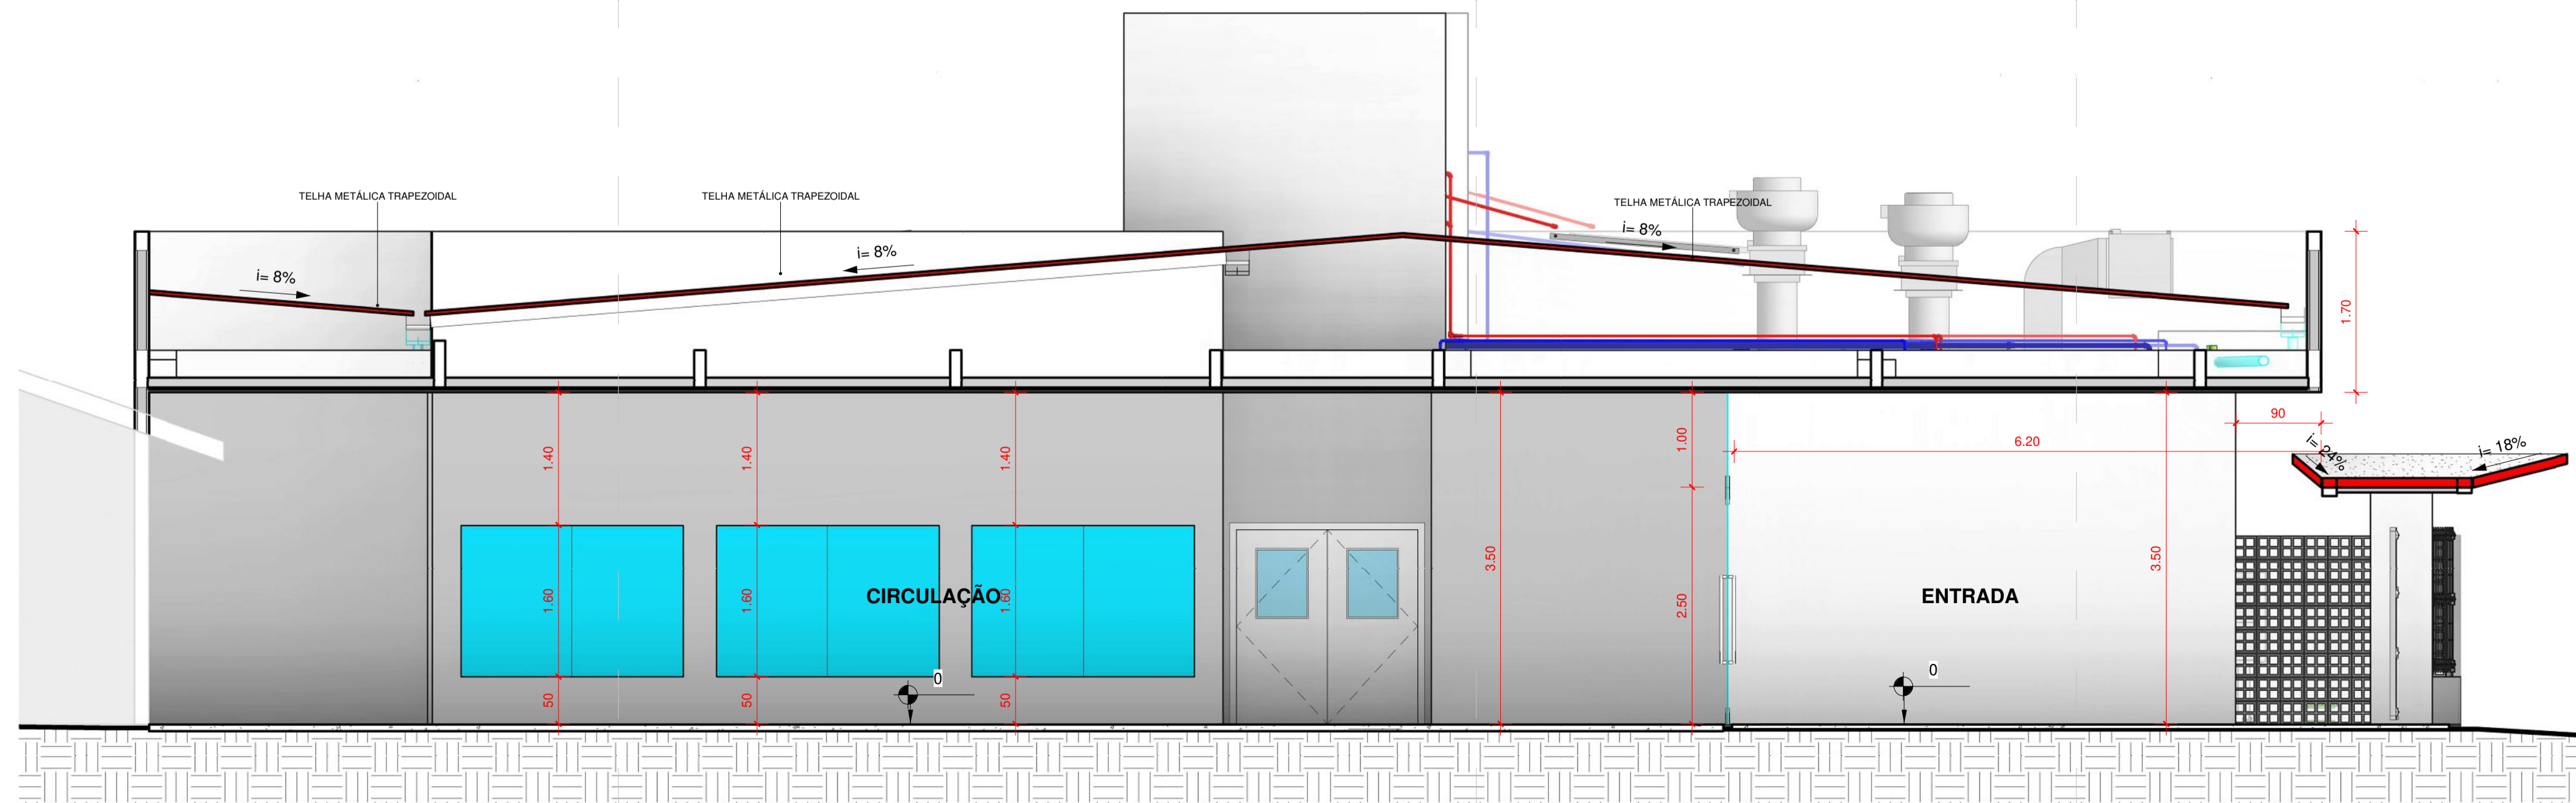 TELHA METÁLICA TRAPEZOIDAL
TELHA METÁLICA TRAPEZOIDAL
TELHA METÁLICA TRAPEZOIDAL
i= 8%
i= 8%
i= 8%
1.70
90
6.20
i= 24%
i= 18%
1.40
1.40
1.40
1.00
3.50
3.50
2.50
1.60
1.60
1.60
CIRCULAÇÃO
ENTRADA
0
0
50
50
50